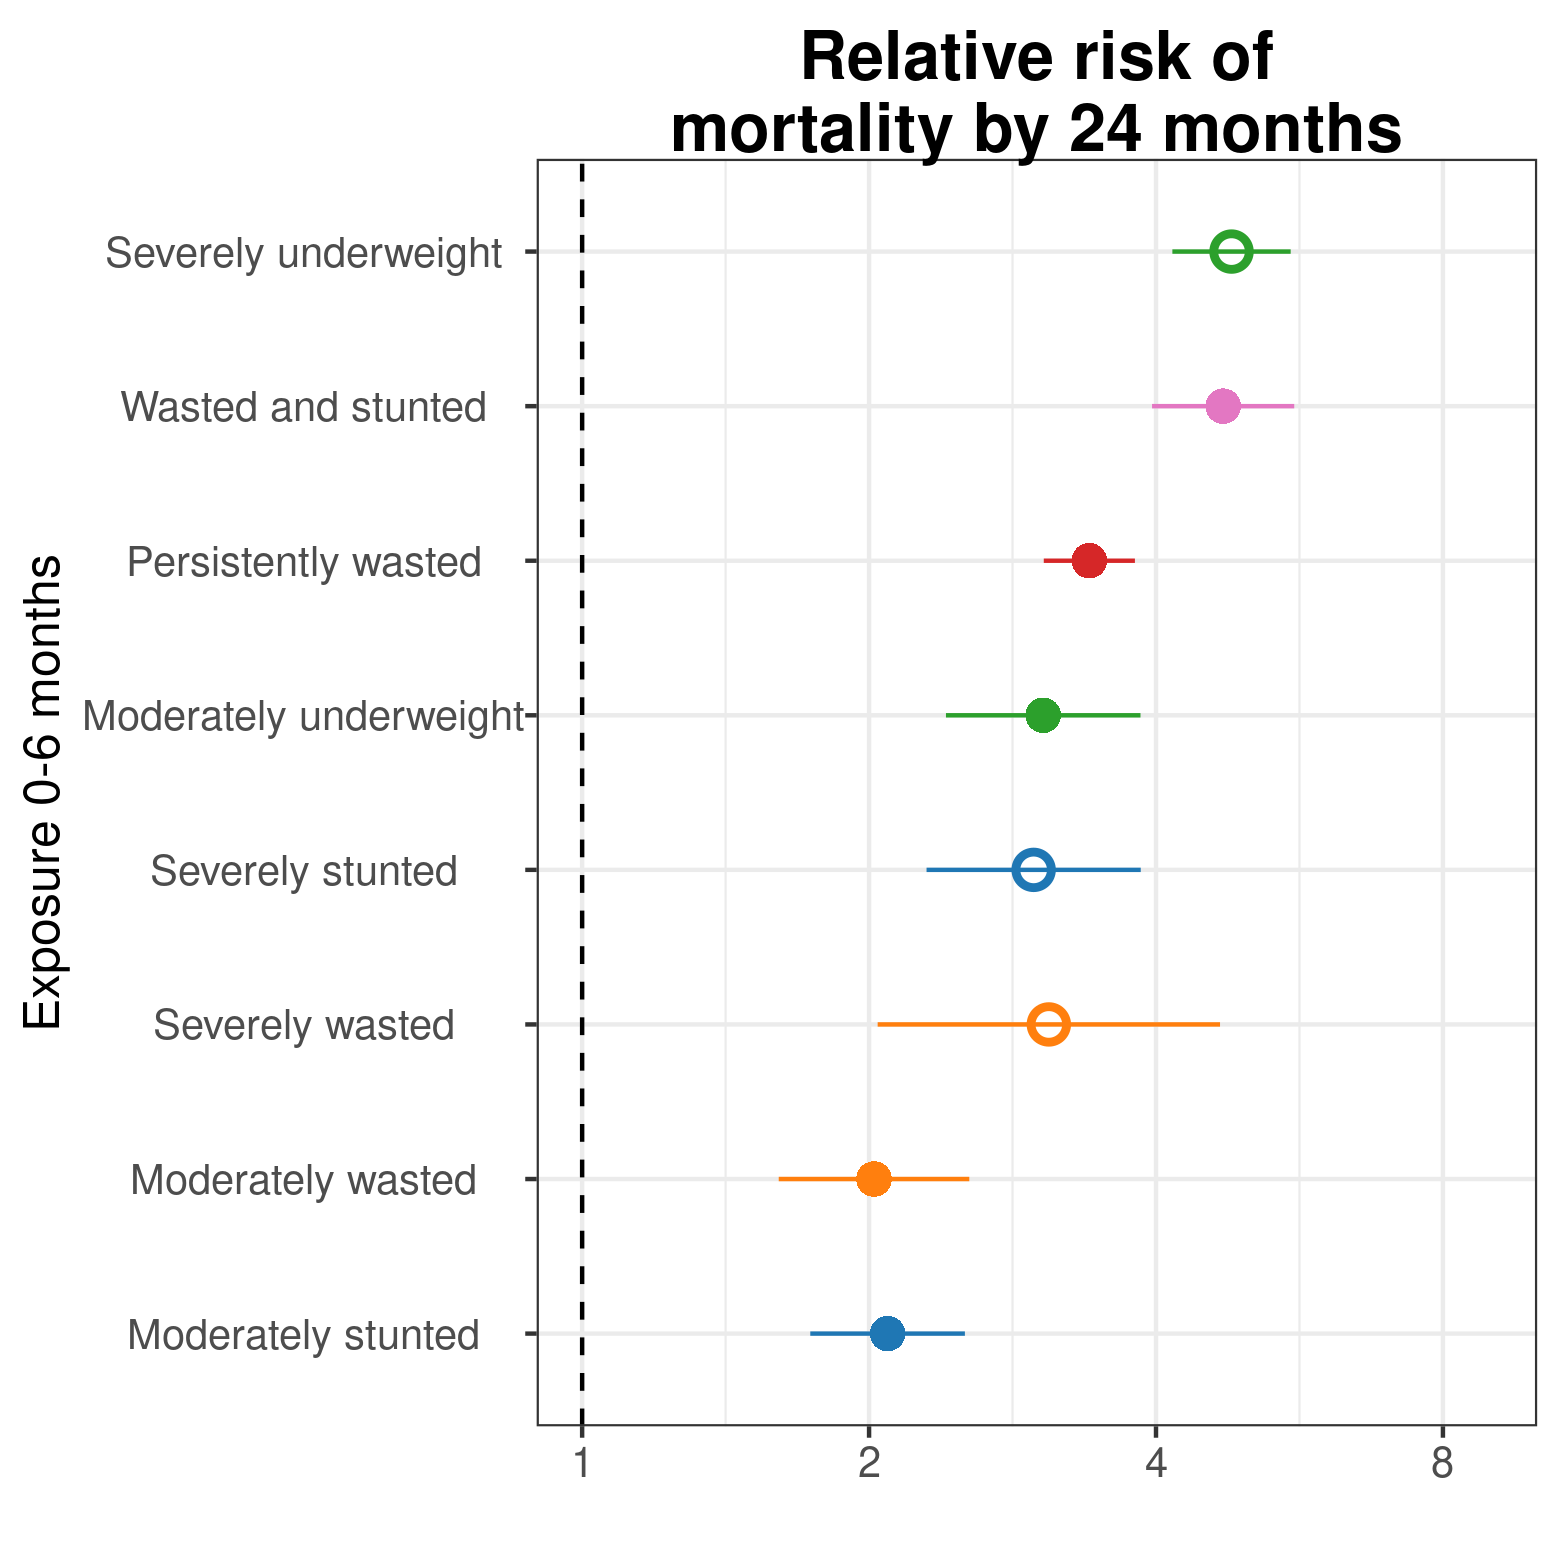 Relative risk of
mortality by 24 months
Exposure 0-6 months
Severely underweight
Wasted and stunted
Persistently wasted
Moderately underweight
Severely stunted
Severely wasted
Moderately wasted
Moderately stunted
1 2 4 8